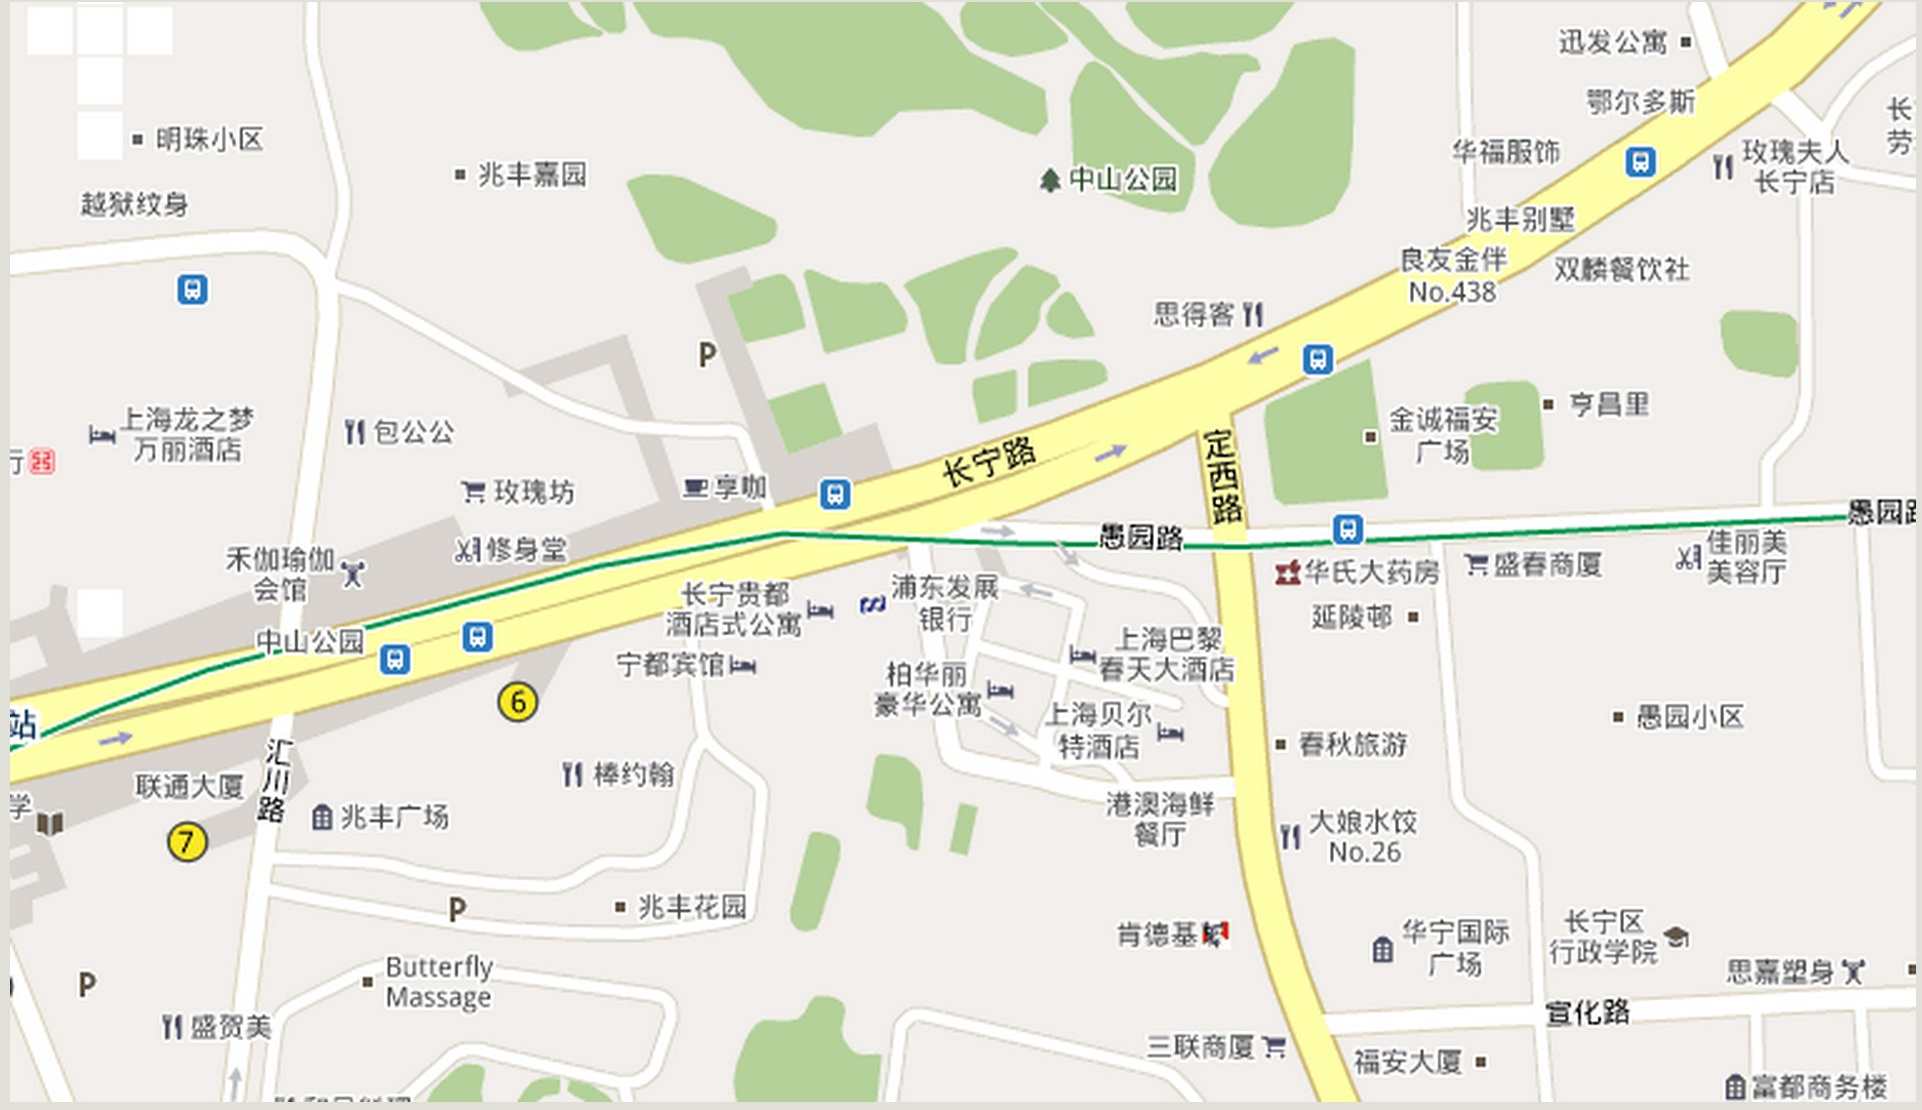 迅发公寓
鄂尔多斯
明珠小区
兆丰嘉园
中山公园
华福服饰
玫瑰夫人
长宁店
长
劳
越狱纹身
兆丰别墅
良友金伴
No.438
双麟餐饮社
思得客
P
上海龙之梦
万丽酒店
包公公
行
金诚福安
广场
亨昌里
长宁路
定西路
玫瑰坊
享咖
修身堂
愚园路
愚园路
禾伽瑜伽
会馆
华氏大药房
盛春商厦
佳丽美
美容厅
长宁贵都
酒店式公寓
浦东发展
银行
延陵邨
中山公园
宁都宾馆
上海巴黎
春天大酒店
柏华丽
豪华公寓
6
站
上海贝尔
特酒店
春秋旅游
愚园小区
汇川路
联通大厦
棒约翰
学
兆丰广场
7
港澳海鲜
餐厅
大娘水饺
No.26
P
兆丰花园
肯德基
华宁国际
广场
长宁区
行政学院
思嘉塑身
P
Butterfly
Massage
盛贺美
宣化路
三联商厦
福安大厦
富都商务楼